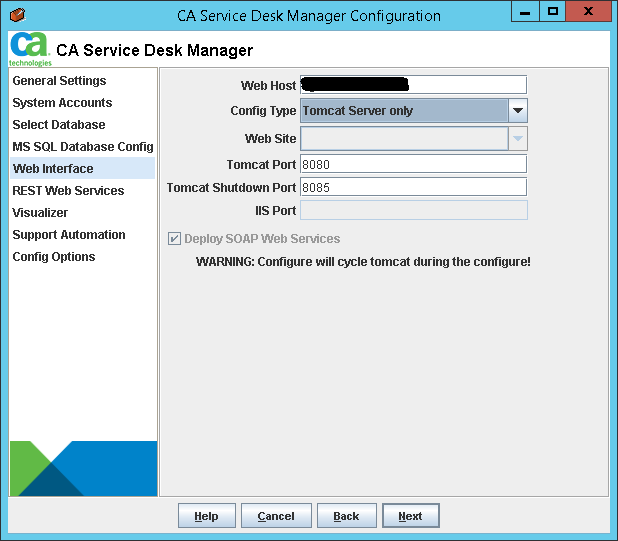 CA Service Desk Manager Configuration
ca
technologies
CA Service Desk Manager
General Settings
System Accounts
Select Database
MS SQL Database Config
Web Interface
REST Web Services
Visualizer
Support Automation
Config Options
Web Host
Config Type Tomcat Server only
Web Site
Tomcat Port 8080
Tomcat Shutdown Port 8085
IIS Port
Deploy SOAP Web Services
WARNING: Configure will cycle tomcat during the configure!
Help Cancel Back Next